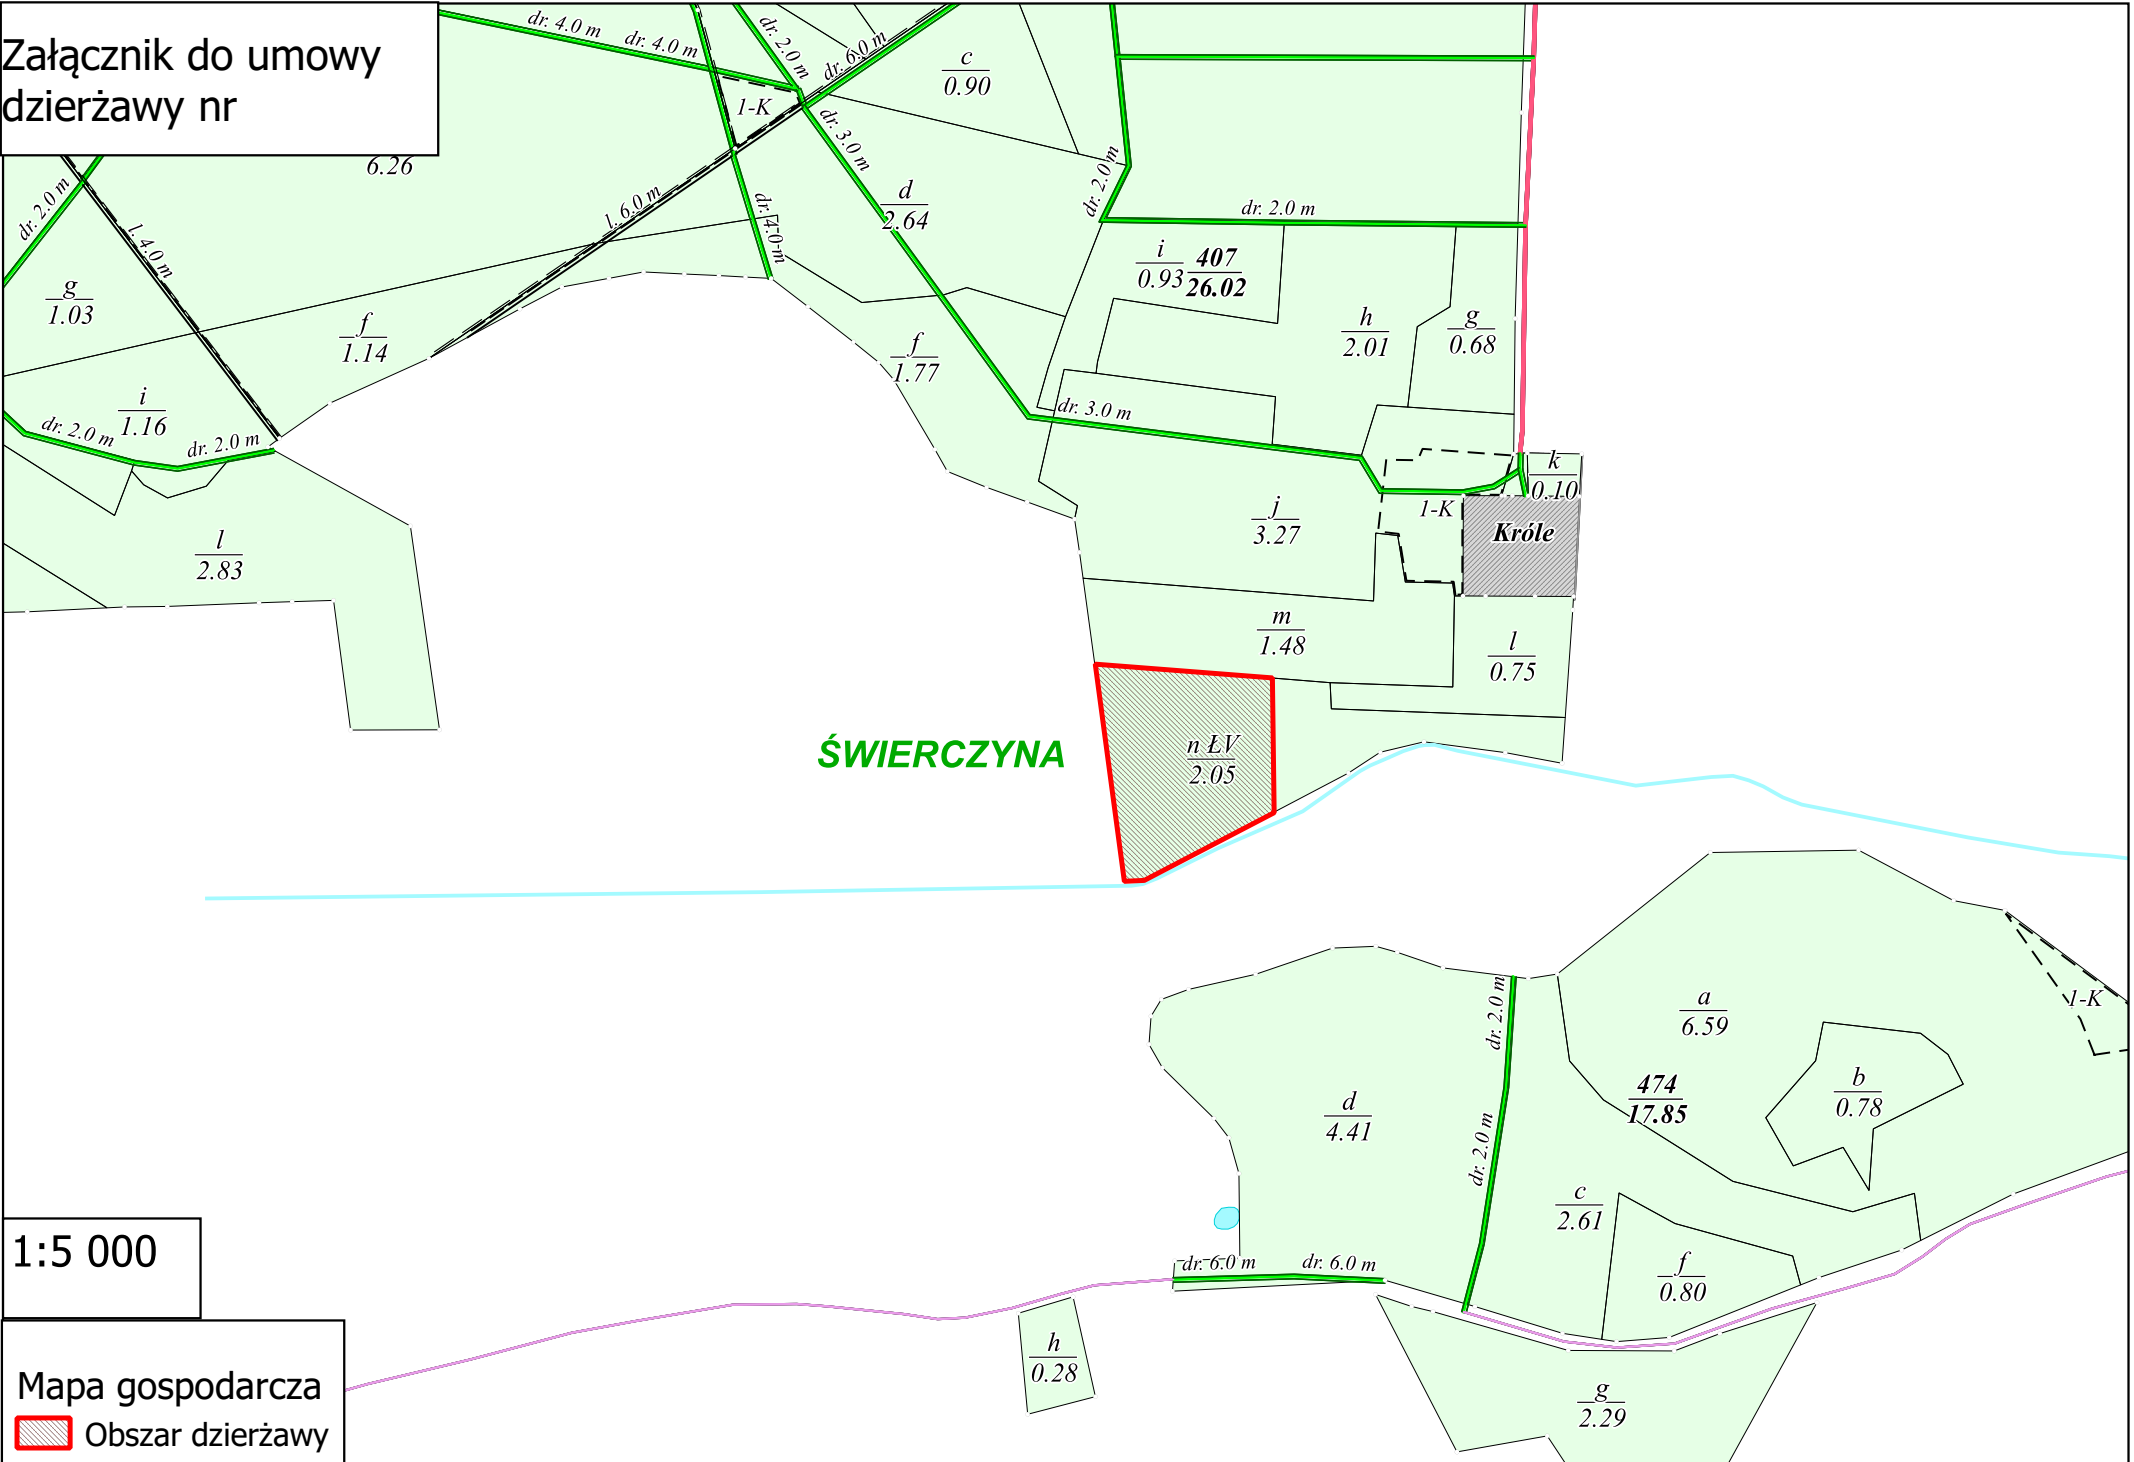 Załącznik do umowy
dzierżawy nr
dr. 4.0 m
dr. 4.0 m
dr. 2.0 m
dr. 6.0 m
c
0.90
1-K
dr. 3.0 m
6.26
dr. 2.0 m
dr. 2.0 m
l. 4.0 m
l. 6.0 m
dr. 4.0 m
d
2.64
dr. 2.0 m
i
0.93
407
26.02
g
1.03
f
1.14
f
1.77
h
2.01
g
0.68
i
1.16
dr. 2.0 m
dr. 2.0 m
dr. 3.0 m
k
0.10
j
3.27
1-K
Króle
l
2.83
m
1.48
l
0.75
ŚWIERCZYNA
n ŁV
2.05
dr. 2.0 m
a
6.59
1-K
d
4.41
474
17.85
b
0.78
dr. 2.0 m
c
2.61
1:5 000
dr. 6.0 m
dr. 6.0 m
f
0.80
h
0.28
g
2.29
Mapa gospodarcza
Obszar dzierżawy